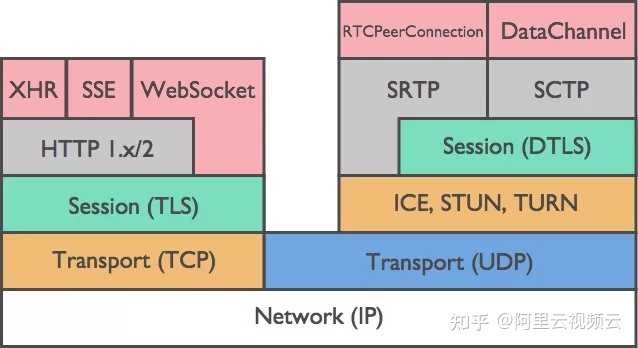 RTCPeerConnection DataChannel
XHR SSE WebSocket SRTP SCTP
HTTP 1.x/2 Session (DTLS)
Session (TLS) ICE, STUN, TURN
Transport (TCP) Transport (UDP)
Network (IP)
知乎 @阿里云视频云